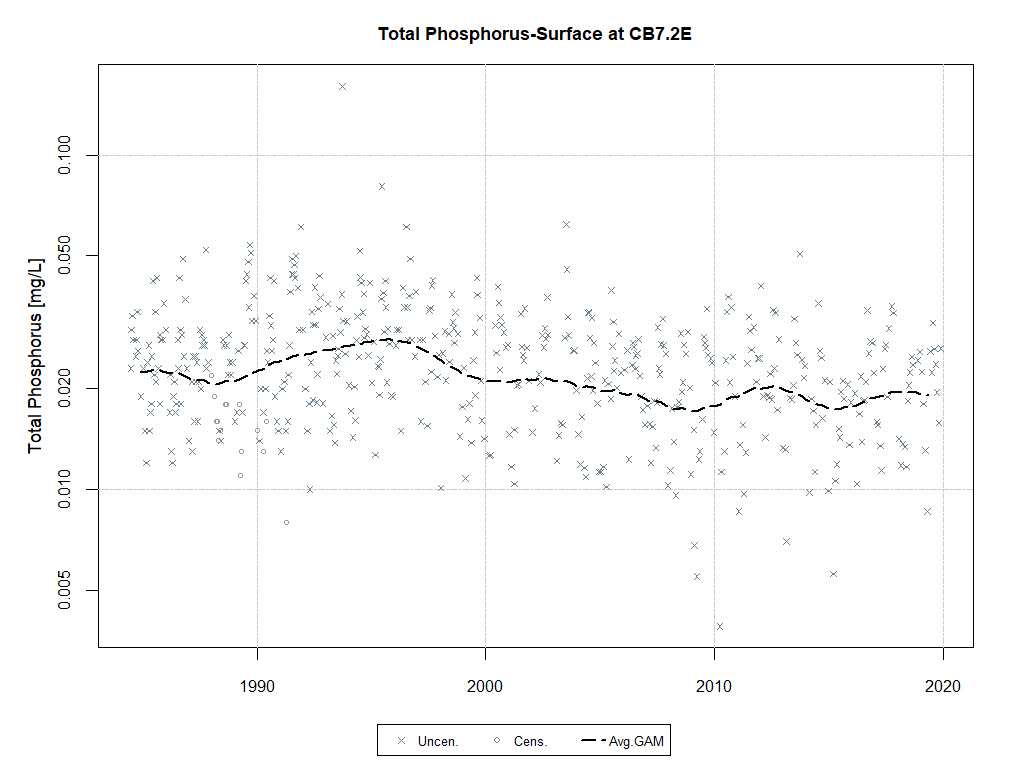 Total Phosphorus-Surface at CB7.2E
Total Phosphorus [mg/L]
0.100
0.050
0.020
0.010
0.005
1990 2000 2010 2020
Uncen. Cens. Avg.GAM